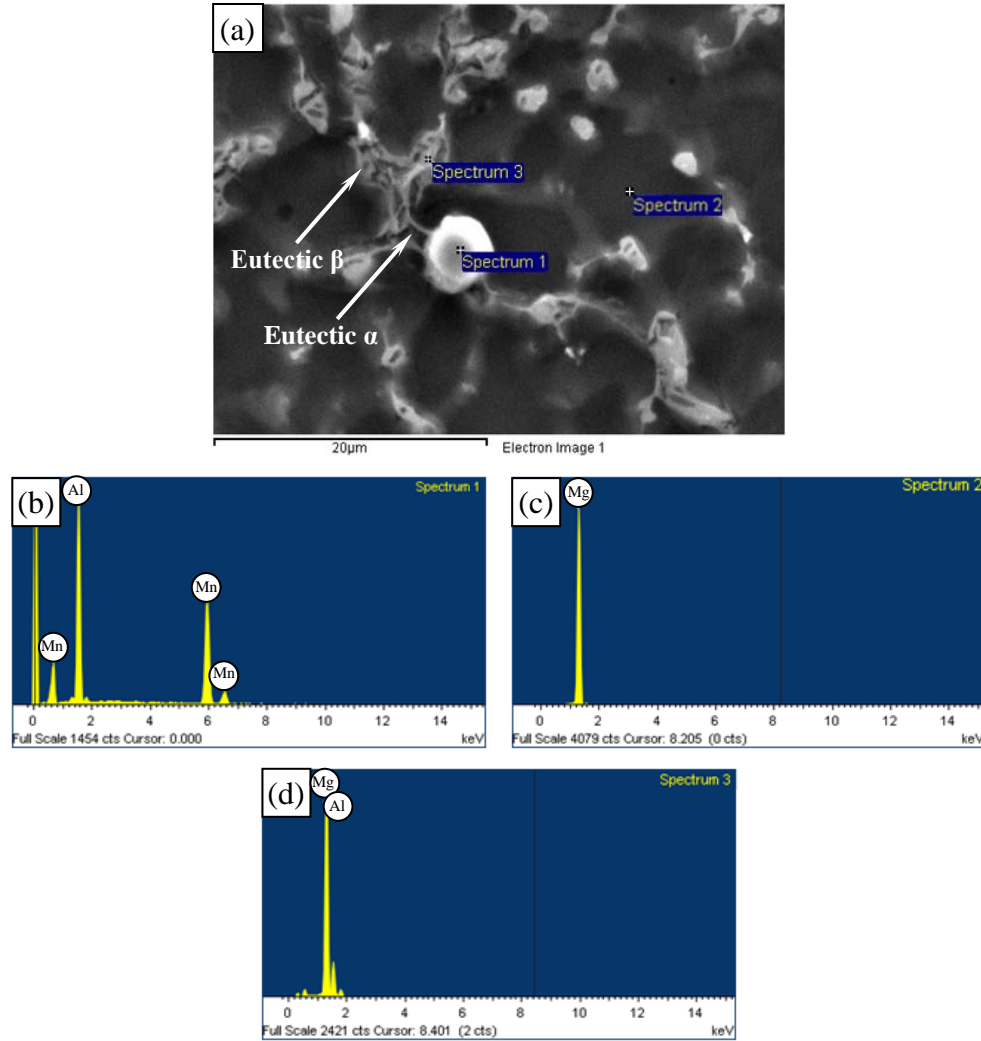 (a)
Spectrum 3
Spectrum 2
Eutectic β
Spectrum 1
Eutectic α
20µm Electron Image 1
(b) Al Spectrum 1
Mn
Mn
Mn
0 2 4 6 8 10 12 14
Full Scale 1454 cts Cursor: 0.000 keV
(c) Mg Spectrum 2
0 2 4 6 8 10 12 14
Full Scale 4079 cts Cursor: 8.205 (0 cts) keV
(d) Mg Spectrum 3
Al
0 2 4 6 8 10 12 14
Full Scale 2421 cts Cursor: 8.401 (2 cts) keV